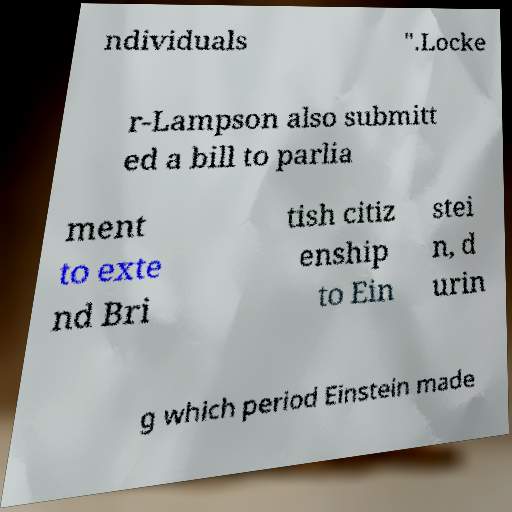 ndividuals ".Locke
r-Lampson also submitt
ed a bill to parlia
ment
to exte
nd Bri
tish citiz
enship
to Ein
stei
n, d
urin
g which period Einstein made